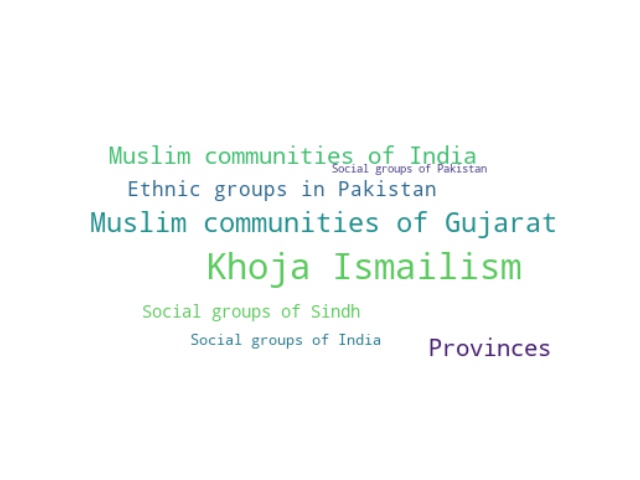 Muslim communities of India
Social groups of Pakistan
Ethnic groups in Pakistan
Muslim communities of Gujarat
Khoja Ismailism
Social groups of Sindh
Social groups of India
Provinces